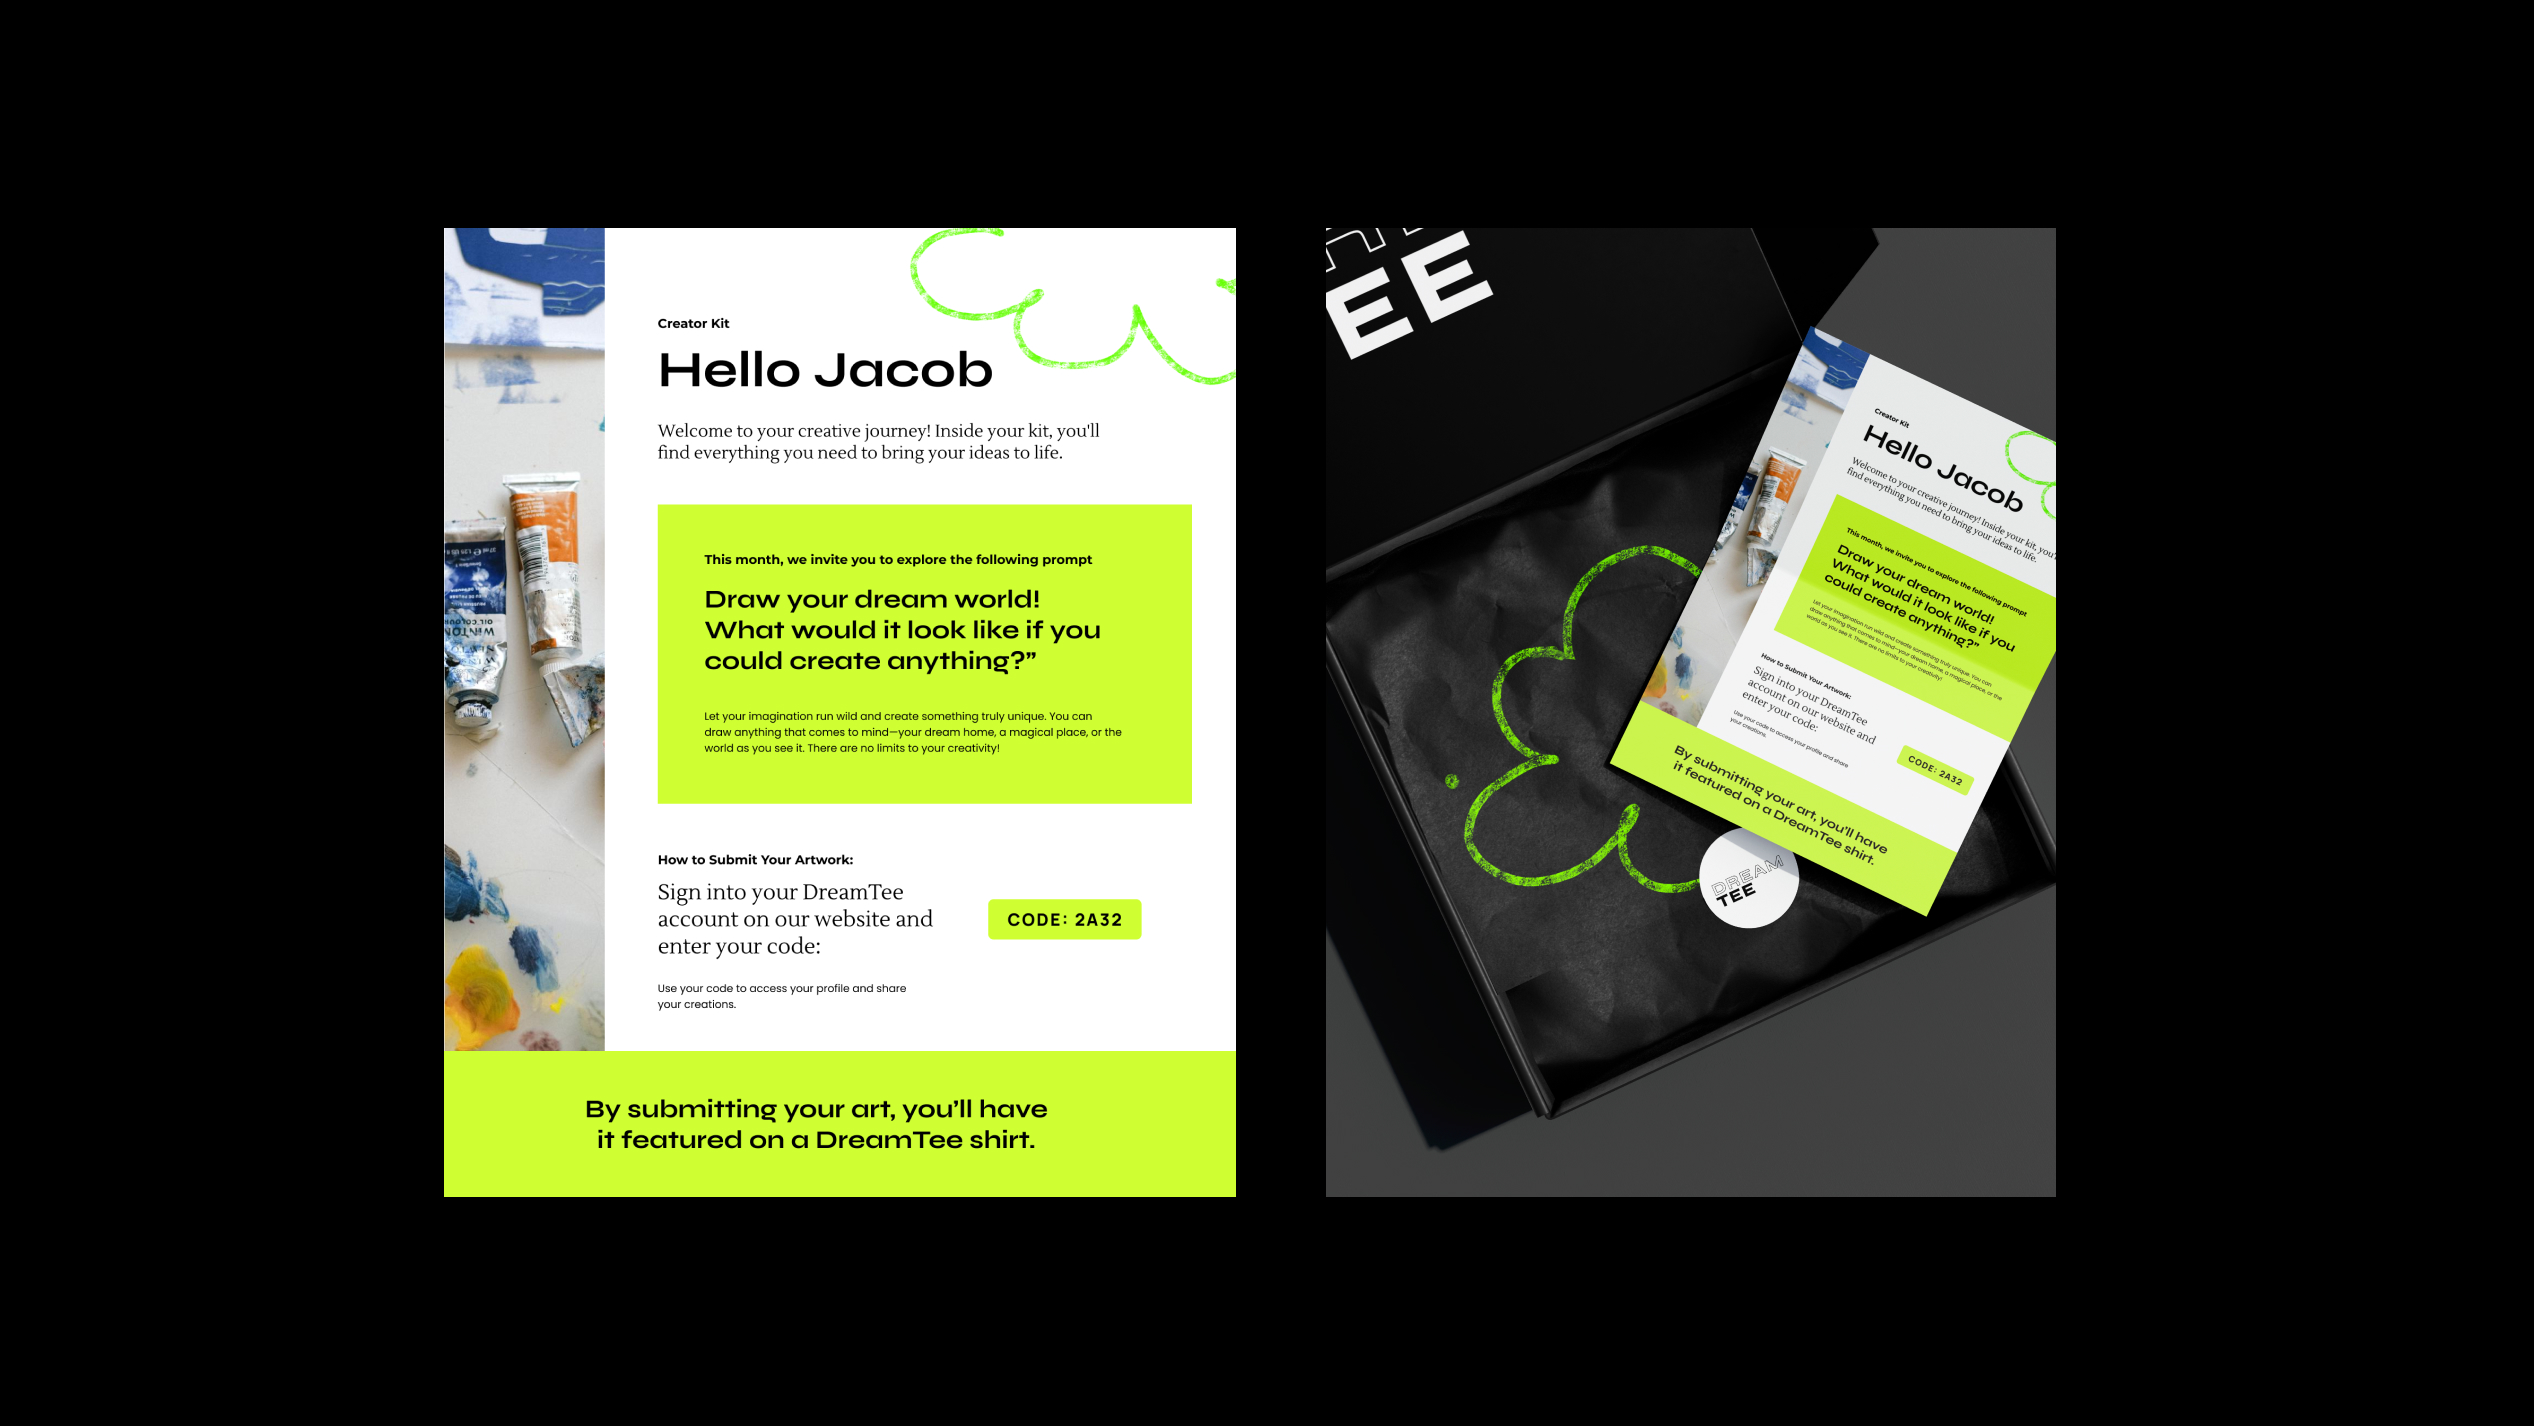 Creator Kit
Hello Jacob
Welcome to your creative journey! Inside your kit, you'll
find everything you need to bring your ideas to life.
This month, we invite you to explore the following prompt
Draw your dream world!
What would it look like if you
could create anything?”
Let your imagination run wild and create something truly unique. You can
draw anything that comes to mind—your dream home, a magical place, or the
world as you see it. There are no limits to your creativity!
How to Submit Your Artwork:
Sign into your DreamTee
account on our website and
enter your code:
CODE: 2A32
Use your code to access your profile and share
your creations.
By submitting your art, you’ll have
it featured on a DreamTee shirt.
WINTON
OIL COLOUR
TEE
Creator Kit
Hello Jacob
Welcome to your creative journey! Inside your kit, you'
find everything you need to bring your ideas to life.
This month, we invite you to explore the following prompt
Draw your dream world!
What would it look like if you
could create anything?”
Let your imagination run wild and create something truly unique. You can
draw anything that comes to mind—your dream home, a magical place, or the
world as you see it. There are no limits to your creativity!
How to Submit Your Artwork:
Sign into your DreamTee
account on our website and
enter your code:
CODE: 2A32
Use your code to access your profile and share
your creations.
By submitting your art, you’ll have
it featured on a DreamTee shirt.
DREAM
TEE